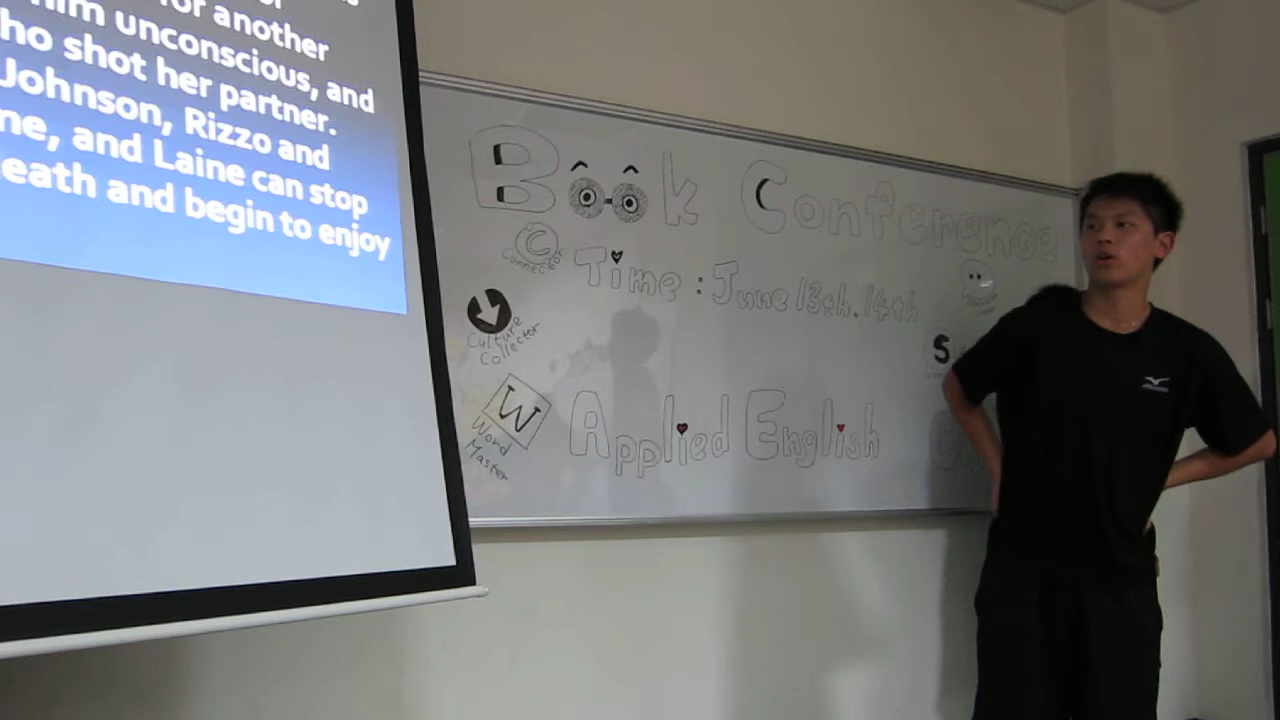 for another
him unconscious, and
ho shot her partner.
Johnson, Rizzo and
ne, and Laine can stop
eath and begin to enjoy
Book Conference
C
Connector
Time : June 13th. 14th
Culture
Collector
S
W
Word
Master
Applied English